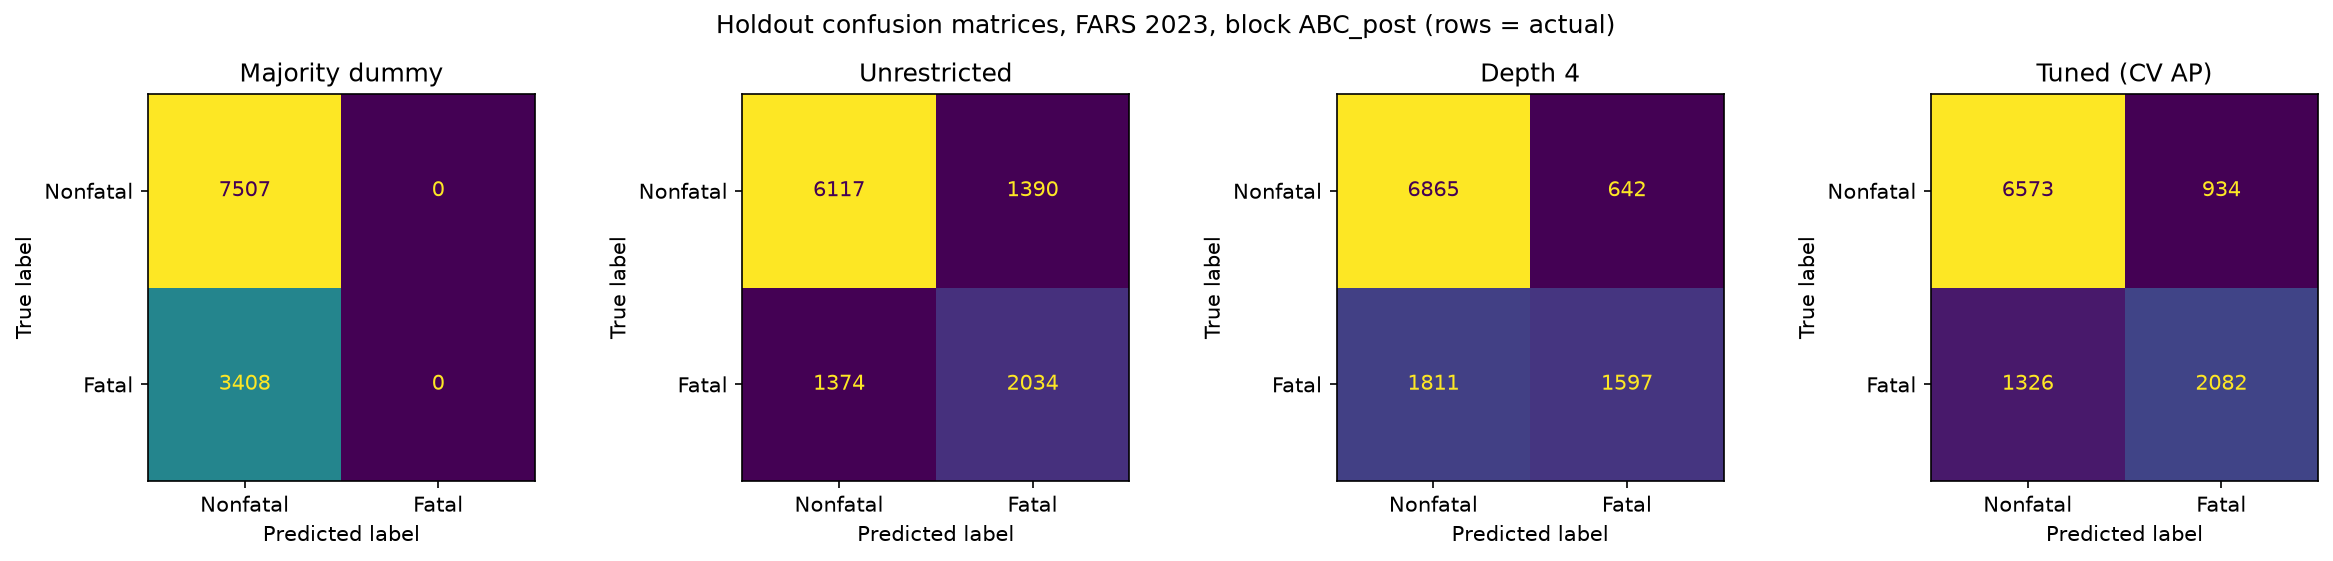 Holdout confusion matrices, FARS 2023, block ABC_post (rows = actual)
Majority dummy
True label
Nonfatal
7507
0
Fatal
3408
0
Nonfatal
Fatal
Predicted label
Unrestricted
True label
Nonfatal
6117
1390
Fatal
1374
2034
Nonfatal
Fatal
Predicted label
Depth 4
True label
Nonfatal
6865
642
Fatal
1811
1597
Nonfatal
Fatal
Predicted label
Tuned (CV AP)
True label
Nonfatal
6573
934
Fatal
1326
2082
Nonfatal
Fatal
Predicted label